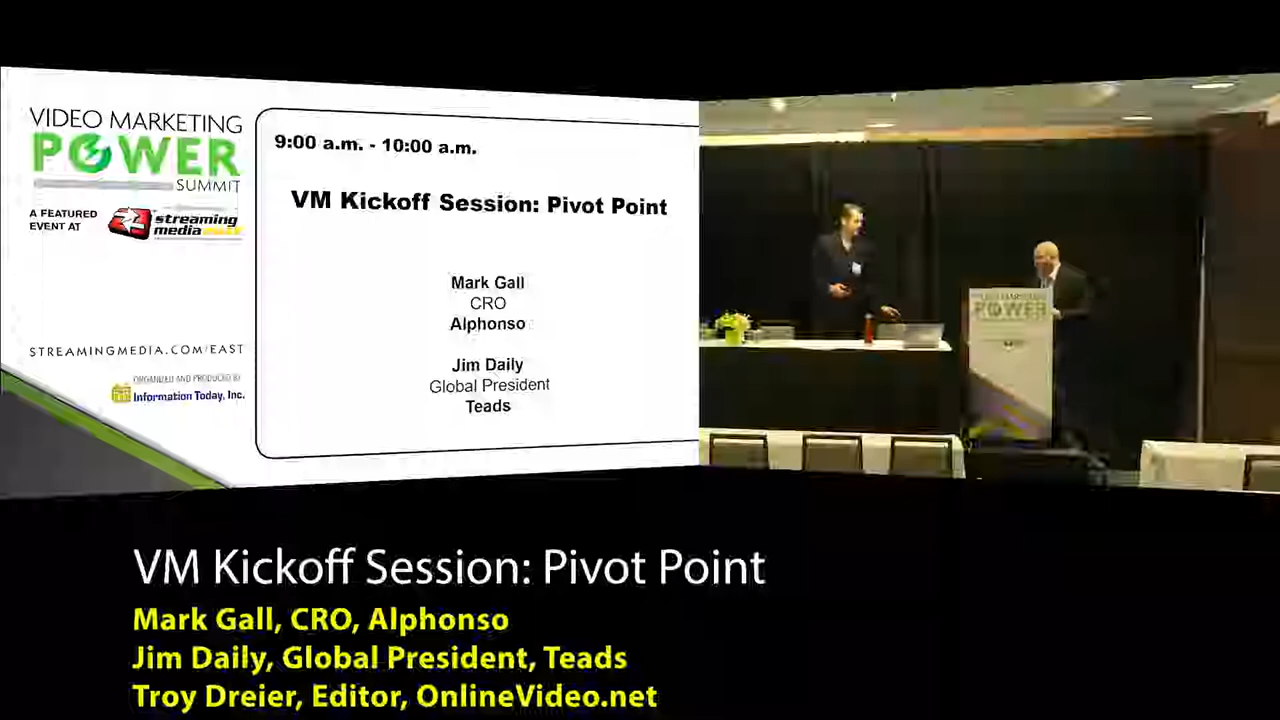 VIDEO MARKETING
POWER
SUMMIT
A FEATURED
EVENT AT
streaming
media
STREAMINGMEDIA.COM/EAST
ORGANIZED AND PRODUCED BY
Information Today, Inc.
9:00 a.m. - 10:00 a.m.
VM Kickoff Session: Pivot Point
Mark Gall
CRO
Alphonso
Jim Daily
Global President
Teads
VIDEO MARKETING
POWER
VM Kickoff Session: Pivot Point
Mark Gall, CRO, Alphonso
Jim Daily, Global President, Teads
Troy Dreier, Editor, OnlineVideo.net